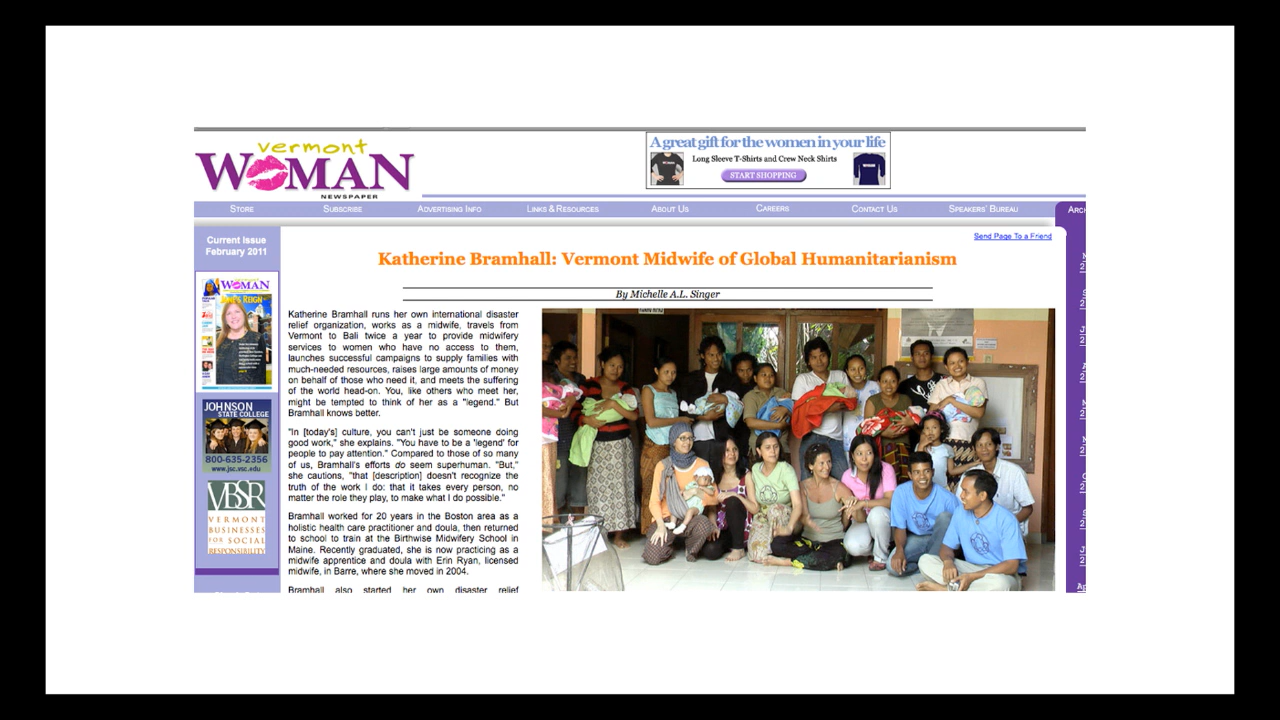 vermont
WOMAN
NEWSPAPER
A great gift for the women in your life
Long Sleeve T-Shirts and Crew Neck Shirts
START SHOPPING
STORE
SUBSCRIBE
ADVERTISING INFO
LINKS & RESOURCES
ABOUT US
CAREERS
CONTACT US
SPEAKERS' BUREAU
Current Issue
February 2011
WOMAN
JOHNSON
STATE COLLEGE
800-635-2356
www.jsc.vsc.edu
VBSR
VERMONT
BUSINESSES
FOR SOCIAL
RESPONSIBILITY
Send Page To a Friend
Katherine Bramhall: Vermont Midwife of Global Humanitarianism
By Michelle A.L. Singer
Katherine Bramhall runs her own international disaster
relief organization, works as a midwife, travels from
Vermont to Bali twice a year to provide midwifery
services to women who have no access to them,
launches successful campaigns to supply families with
much-needed resources, raises large amounts of money
on behalf of those who need it, and meets the suffering
of the world head-on. You, like others who meet her,
might be tempted to think of her as a "legend." But
Bramhall knows better.
"In [today's] culture, you can't just be someone doing
good work," she explains. "You have to be a 'legend' for
people to pay attention." Compared to those of so many
of us, Bramhall's efforts do seem superhuman. "But,"
she cautions, "that [description] doesn't recognize the
truth of the work I do: that it takes every person, no
matter the role they play, to make what I do possible."
Bramhall worked for 20 years in the Boston area as a
holistic health care practitioner and doula, then returned
to school to train at the Birthwise Midwifery School in
Maine. Recently graduated, she is now practicing as a
midwife apprentice and doula with Erin Ryan, licensed
midwife, in Barre, where she moved in 2004.
Bramhall also started her own disaster relief